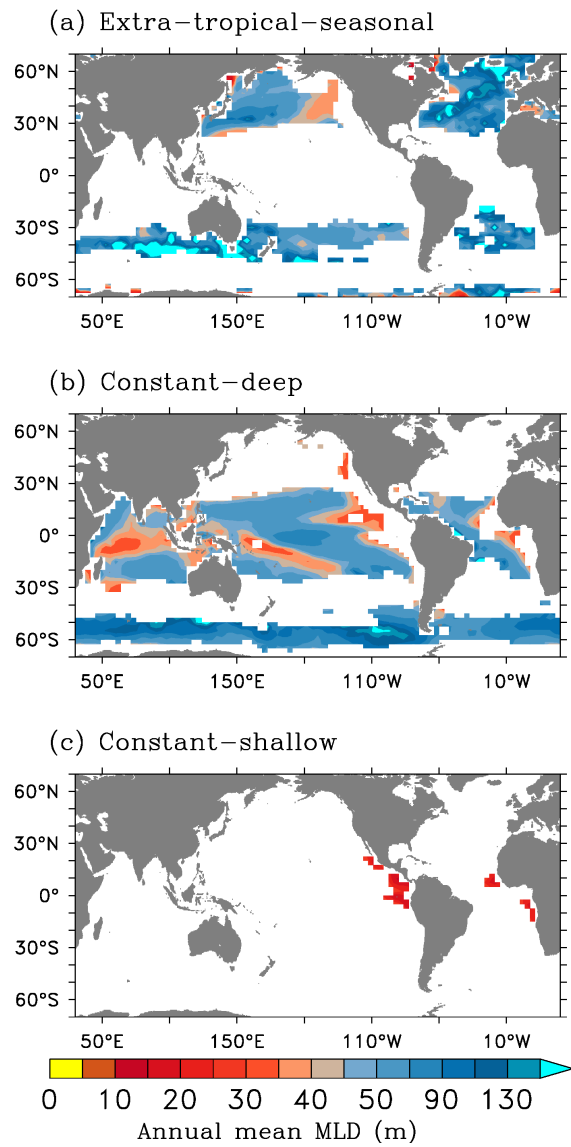 (a) Extra-tropical-seasonal
60°N
30°N
0°
30°S
60°S
50°E 150°E 110°W 10°W
(b) Constant-deep
60°N
30°N
0°
30°S
60°S
50°E 150°E 110°W 10°W
(c) Constant-shallow
60°N
30°N
0°
30°S
60°S
50°E 150°E 110°W 10°W
0 10 20 30 40 50 90 130
Annual mean MLD (m)